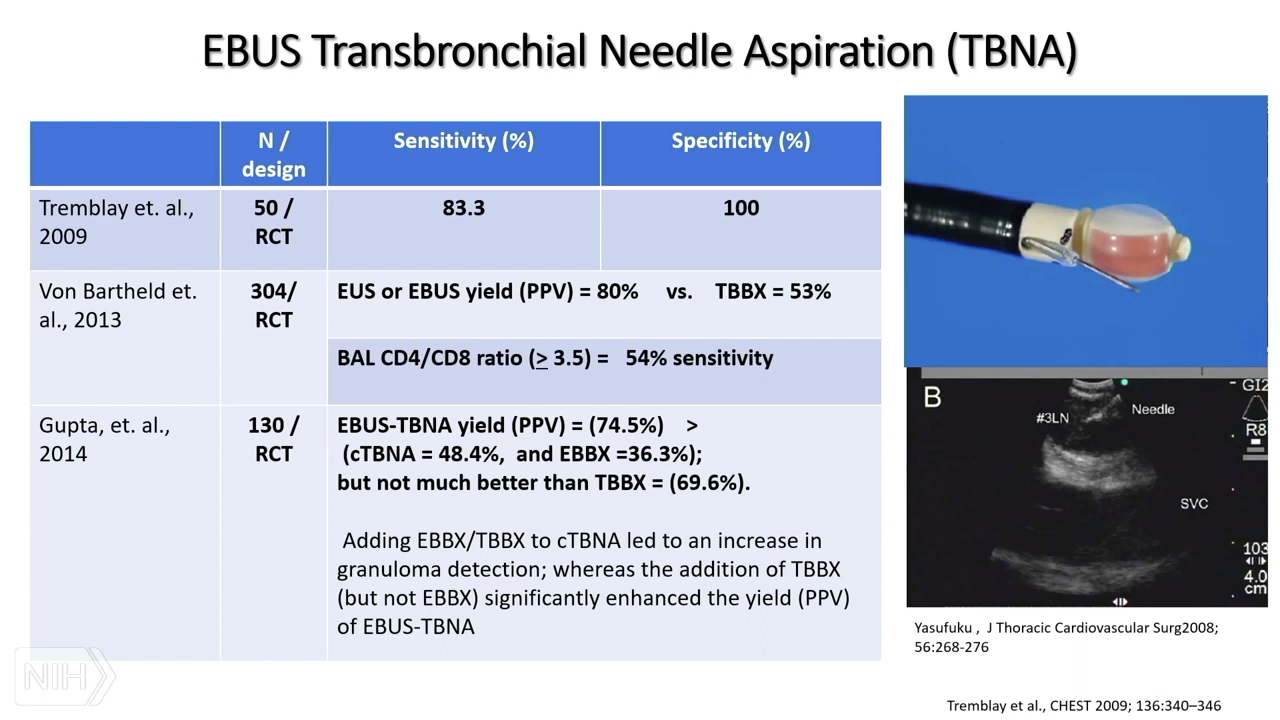 EBUS Transbronchial Needle Aspiration (TBNA)
N /
design
Sensitivity (%)
Specificity (%)
Tremblay et. al.,
2009
50 /
RCT
83.3
100
Von Bartheld et.
al., 2013
304/
RCT
EUS or EBUS yield (PPV) = 80% vs. TBBX = 53%
BAL CD4/CD8 ratio (≥ 3.5) = 54% sensitivity
Gupta, et. al.,
2014
130 /
RCT
EBUS-TBNA yield (PPV) = (74.5%) >
(cTBNA = 48.4%, and EBBX =36.3%);
but not much better than TBBX = (69.6%).
Adding EBBX/TBBX to cTBNA led to an increase in
granuloma detection; whereas the addition of TBBX
(but not EBBX) significantly enhanced the yield (PPV)
of EBUS-TBNA
B
#3LN
Needle
SVC
GI2
R8
103
4.0
cm
Yasufuku , J Thoracic Cardiovascular Surg2008;
56:268-276
Tremblay et al., CHEST 2009; 136:340–346
NIH